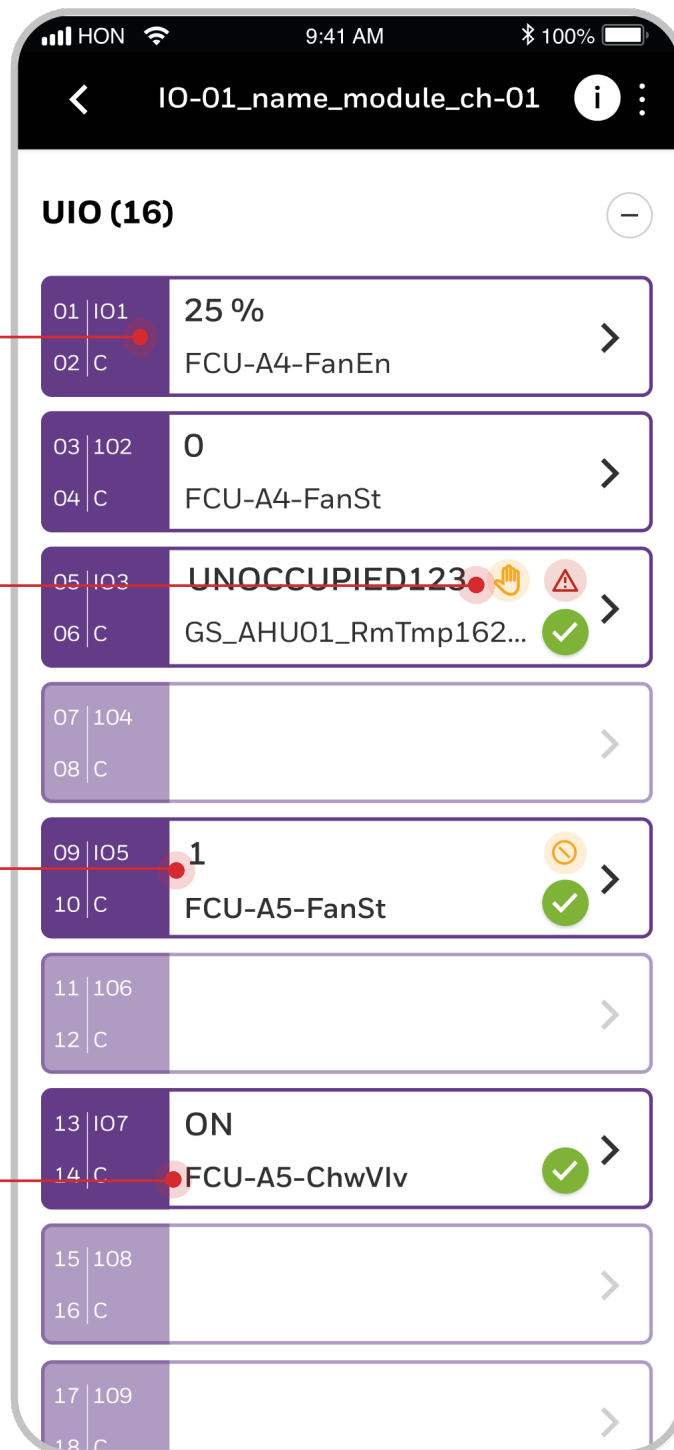 HON 9:41 AM 100%
IO-01_name_module_ch-01 i
UIO (16)
01 IO1 25 %
02 C FCU-A4-FanEn
03 102 0
04 C FCU-A4-FanSt
05 IO3 UNOCCUPIED123
06 C GS_AHU01_RmTmp162...
07 104
08 C
09 IO5 1
10 C FCU-A5-FanSt
11 106
12 C
13 IO7 ON
14 C FCU-A5-ChwVlv
15 108
16 C
17 109
18 C